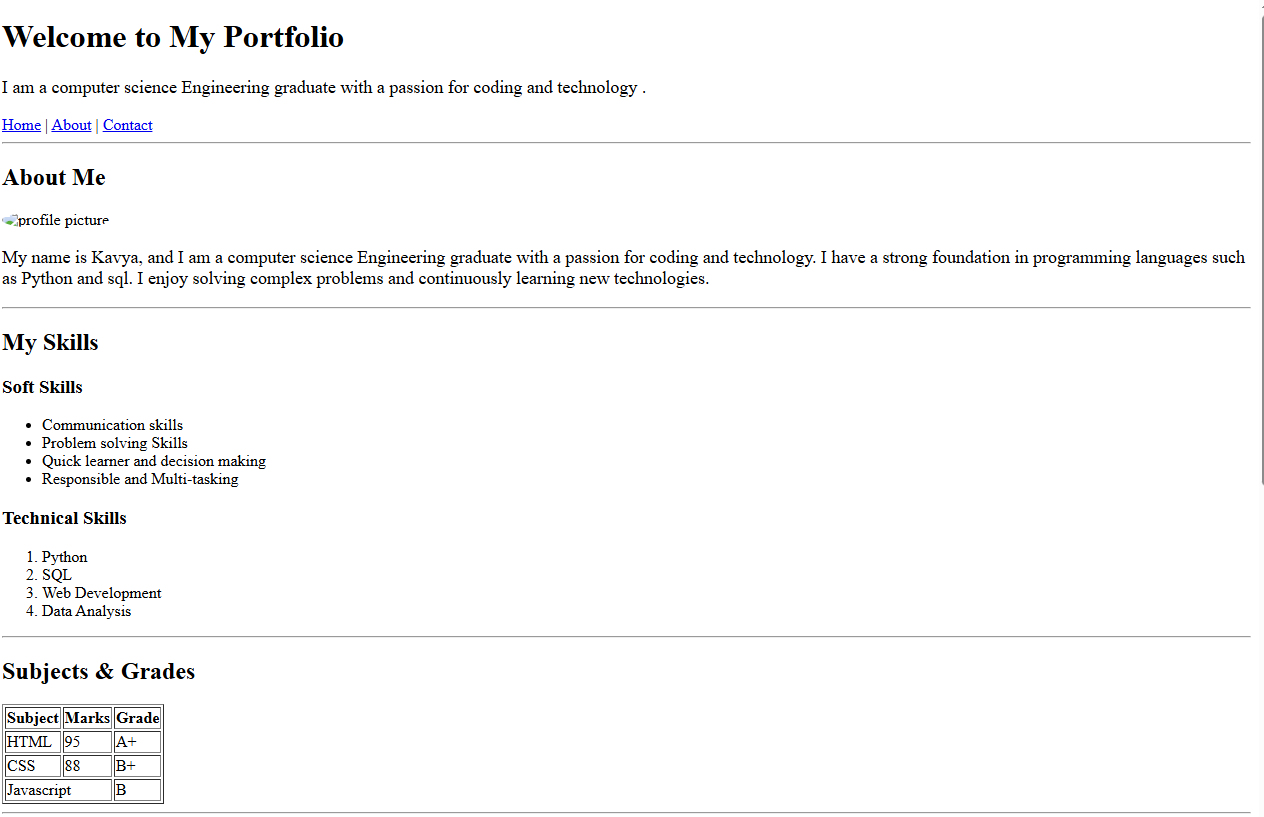 Welcome to My Portfolio
I am a computer science Engineering graduate with a passion for coding and technology .
Home | About | Contact
About Me
profile picture
My name is Kavya, and I am a computer science Engineering graduate with a passion for coding and technology. I have a strong foundation in programming languages such
as Python and sql. I enjoy solving complex problems and continuously learning new technologies.
My Skills
Soft Skills
• Communication skills
• Problem solving Skills
• Quick learner and decision making
• Responsible and Multi-tasking
Technical Skills
1. Python
2. SQL
3. Web Development
4. Data Analysis
Subjects & Grades
Subject Marks Grade
HTML 95 A+
CSS 88 B+
Javascript B